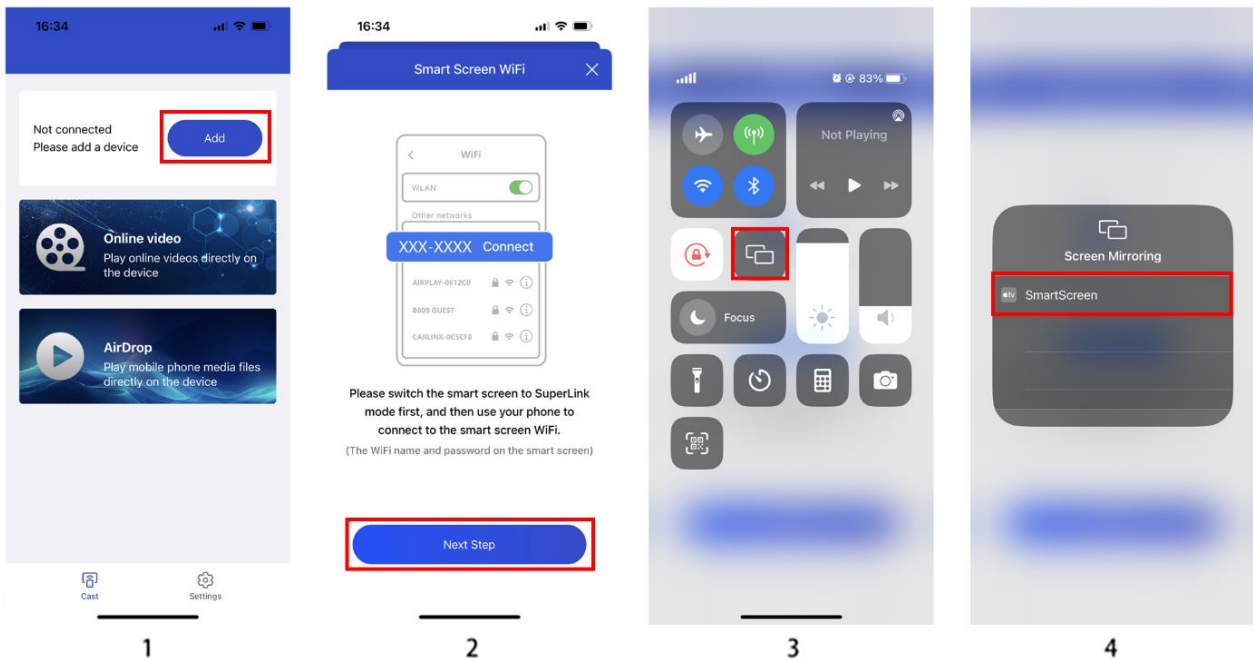 16:34
Not connected
Please add a device
Add
Online video
Play online videos directly on
the device
AirDrop
Play mobile phone media files
directly on the device
Cast
Settings
1
16:34
Smart Screen WiFi
WiFi
WLAN
Other networks
XXX-XXXX Connect
AIRPLAY-0612C0
B609 GUEST
CARLINK-0C5CF8
Please switch the smart screen to SuperLink
mode first, and then use your phone to
connect to the smart screen WiFi.
(The WiFi name and password on the smart screen)
Next Step
2
83%
Not Playing
Focus
3
Screen Mirroring
tv
SmartScreen
4